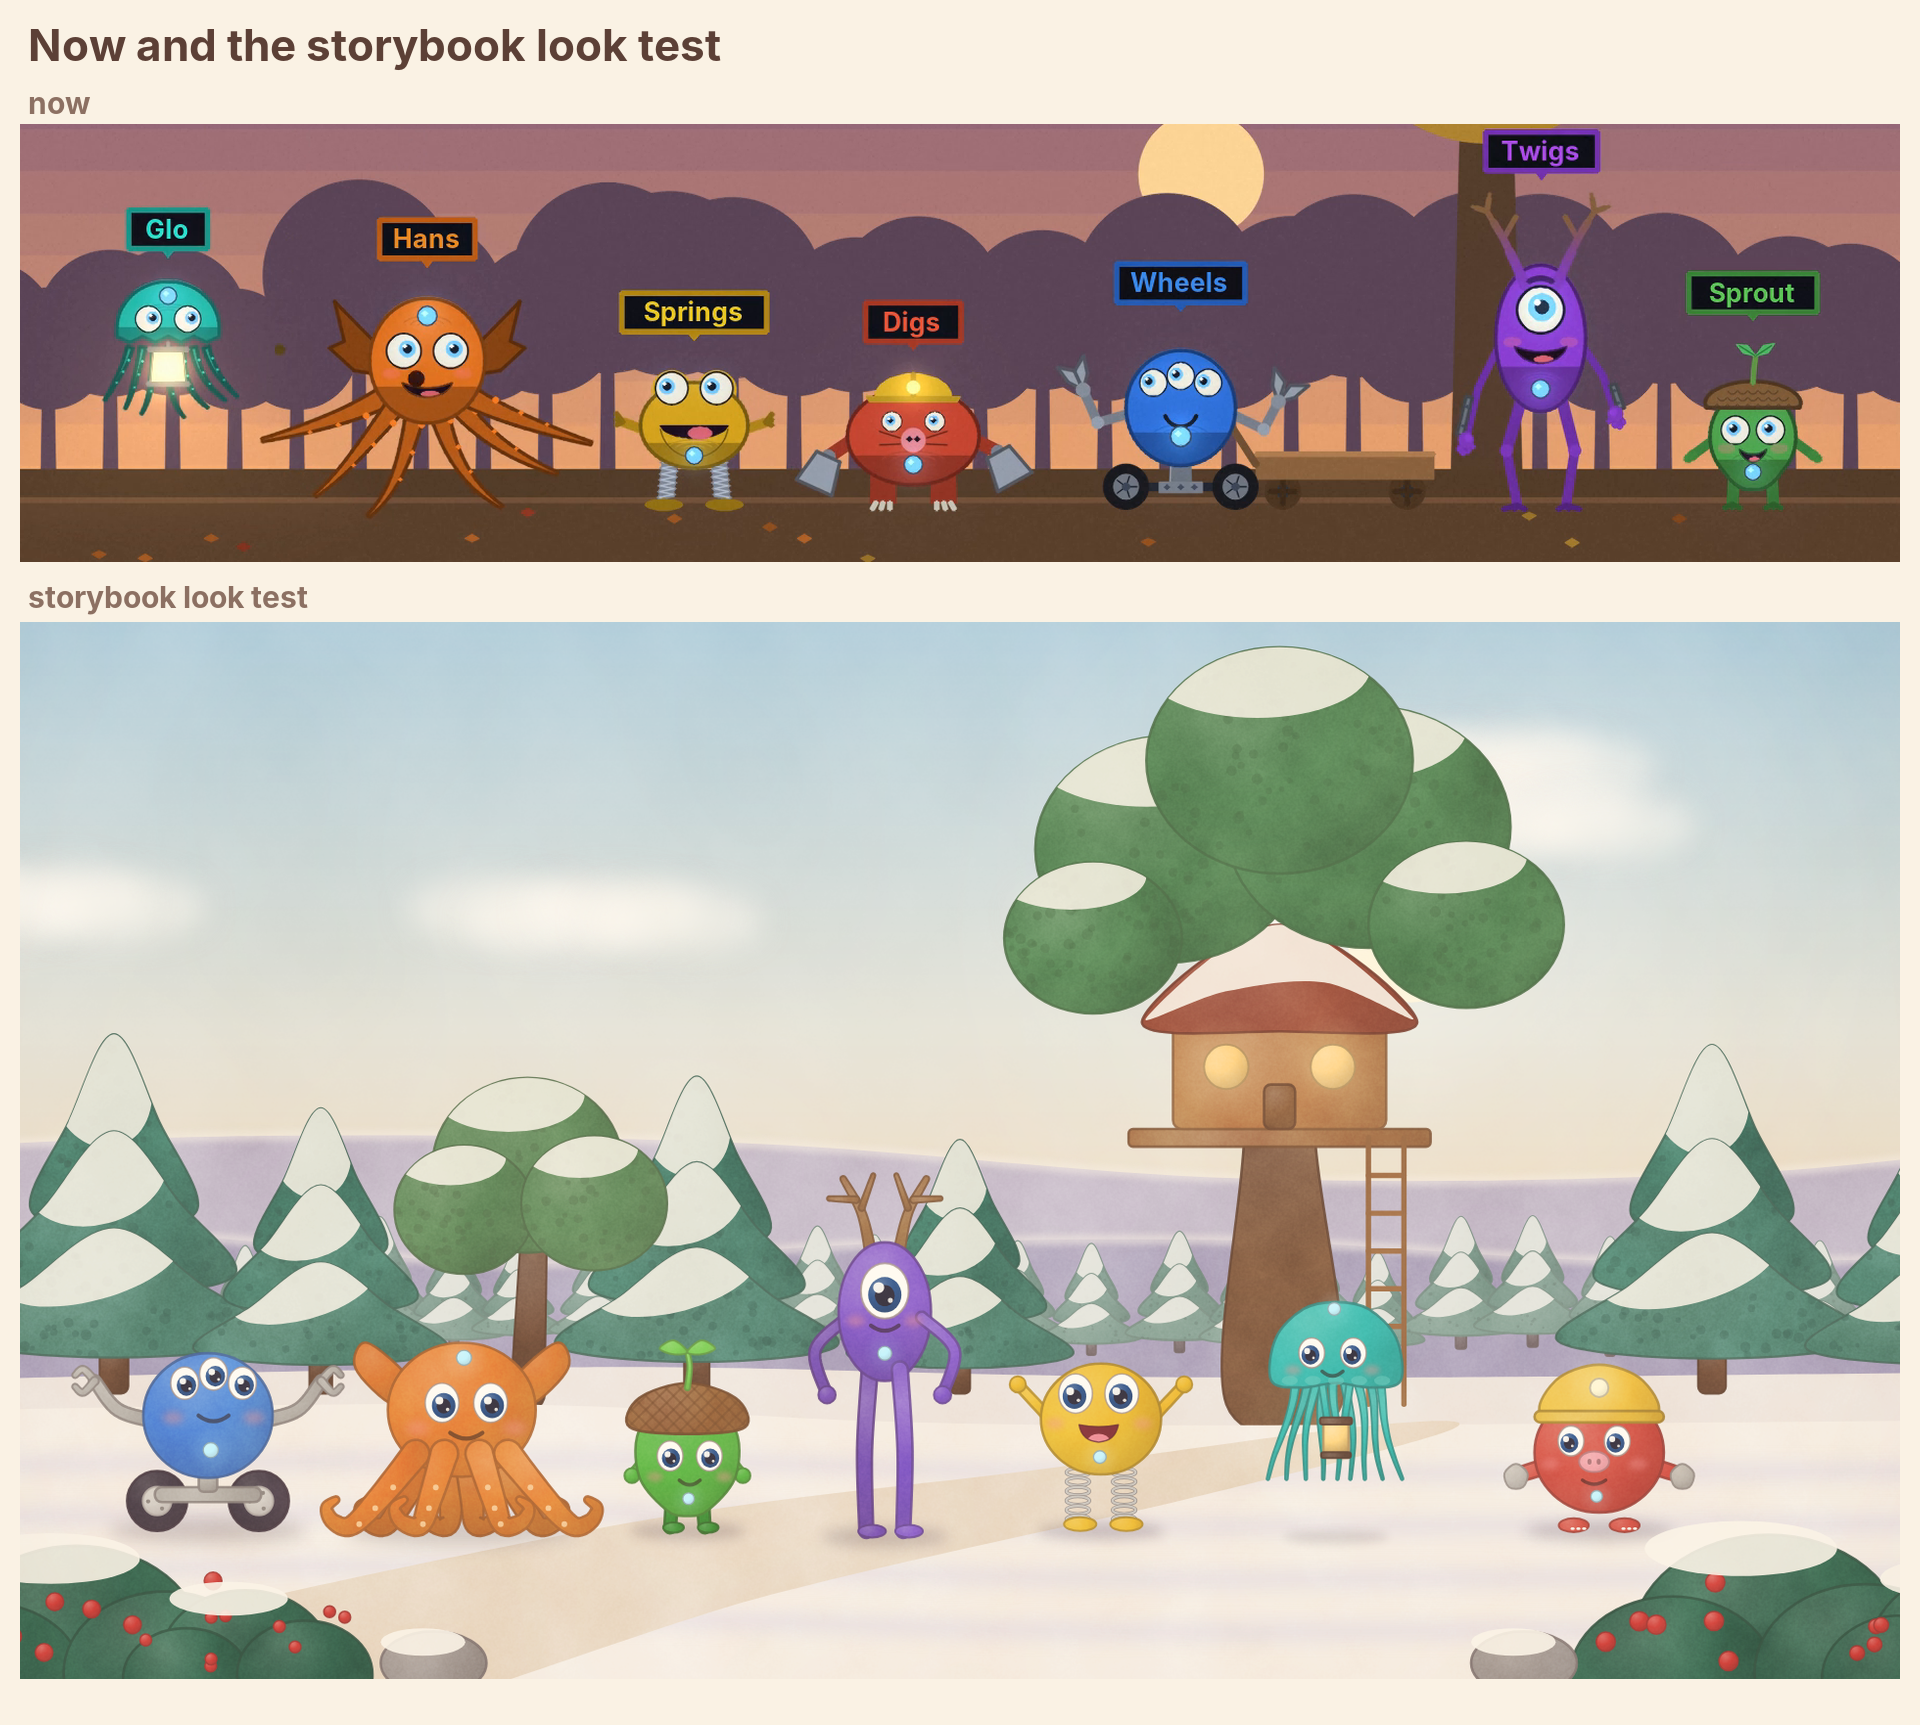 Now and the storybook look test
now
Twigs
Glo
Hans
Wheels
Sprout
Springs
Digs
storybook look test